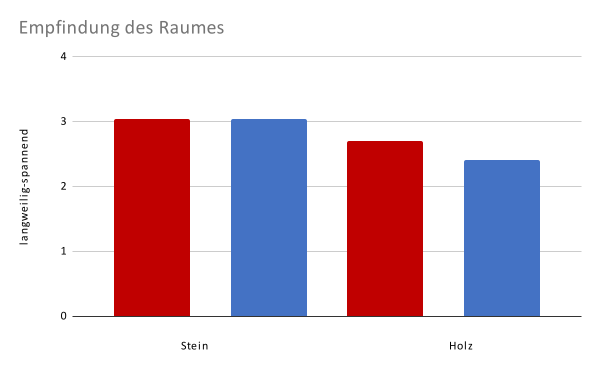 Empfindung des Raumes
langweilig-spannend
4
3
2
1
0
Stein
Holz